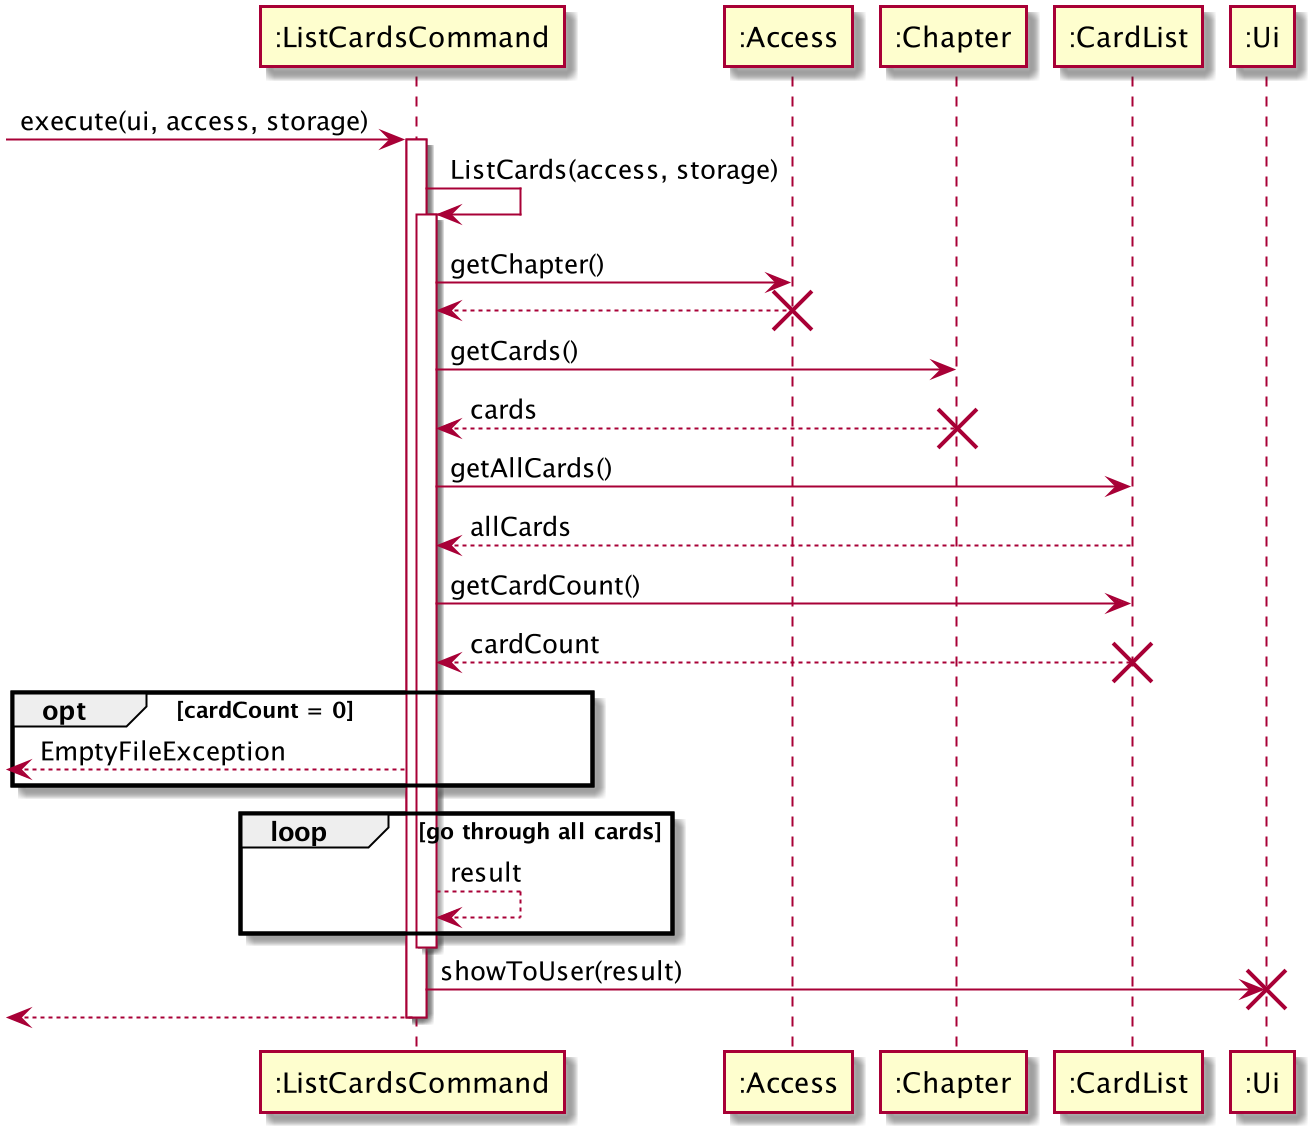 :ListCardsCommand :Access :Chapter :CardList :Ui
execute(ui, access, storage)
ListCards(access, storage)
getChapter()
getCards()
cards
getAllCards()
allCards
getCardCount()
cardCount
opt [cardCount = 0]
EmptyFileException
loop [go through all cards]
result
showToUser(result)
:ListCardsCommand :Access :Chapter :CardList :Ui